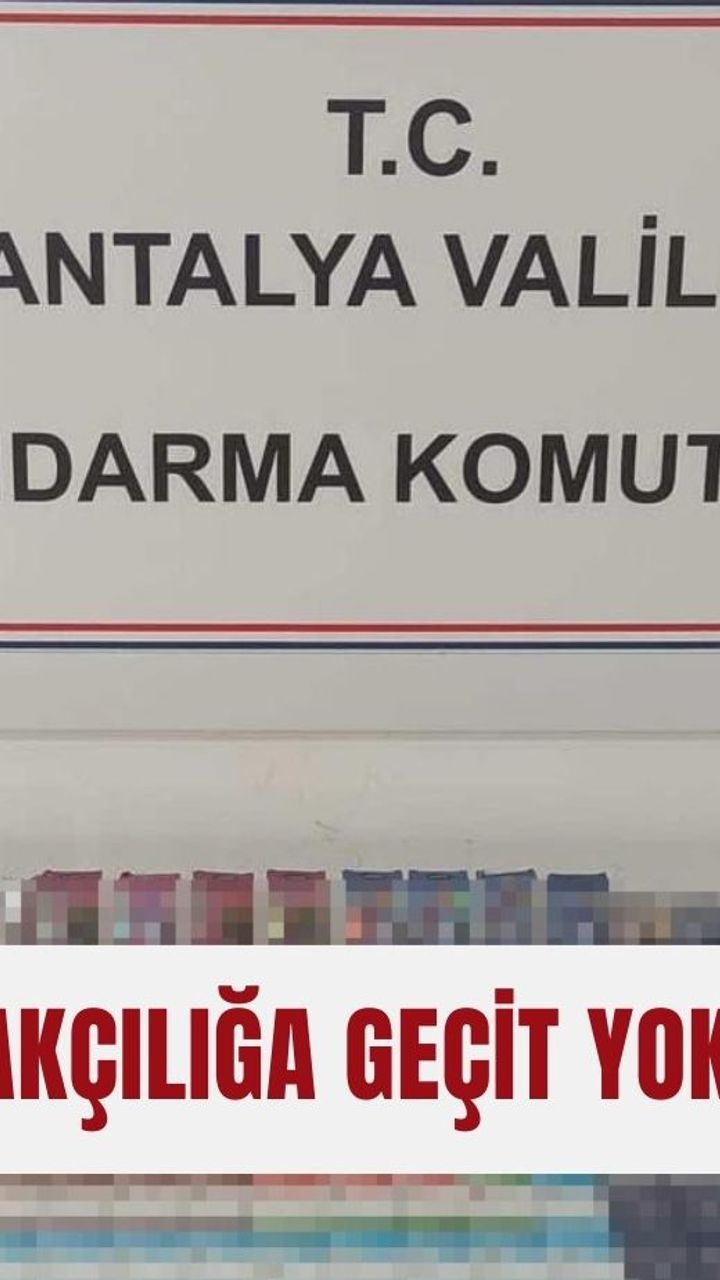 T.C.
ANTALYA VALİL
DARMA KOMUT
AKÇILIĞA GEÇİT YOK